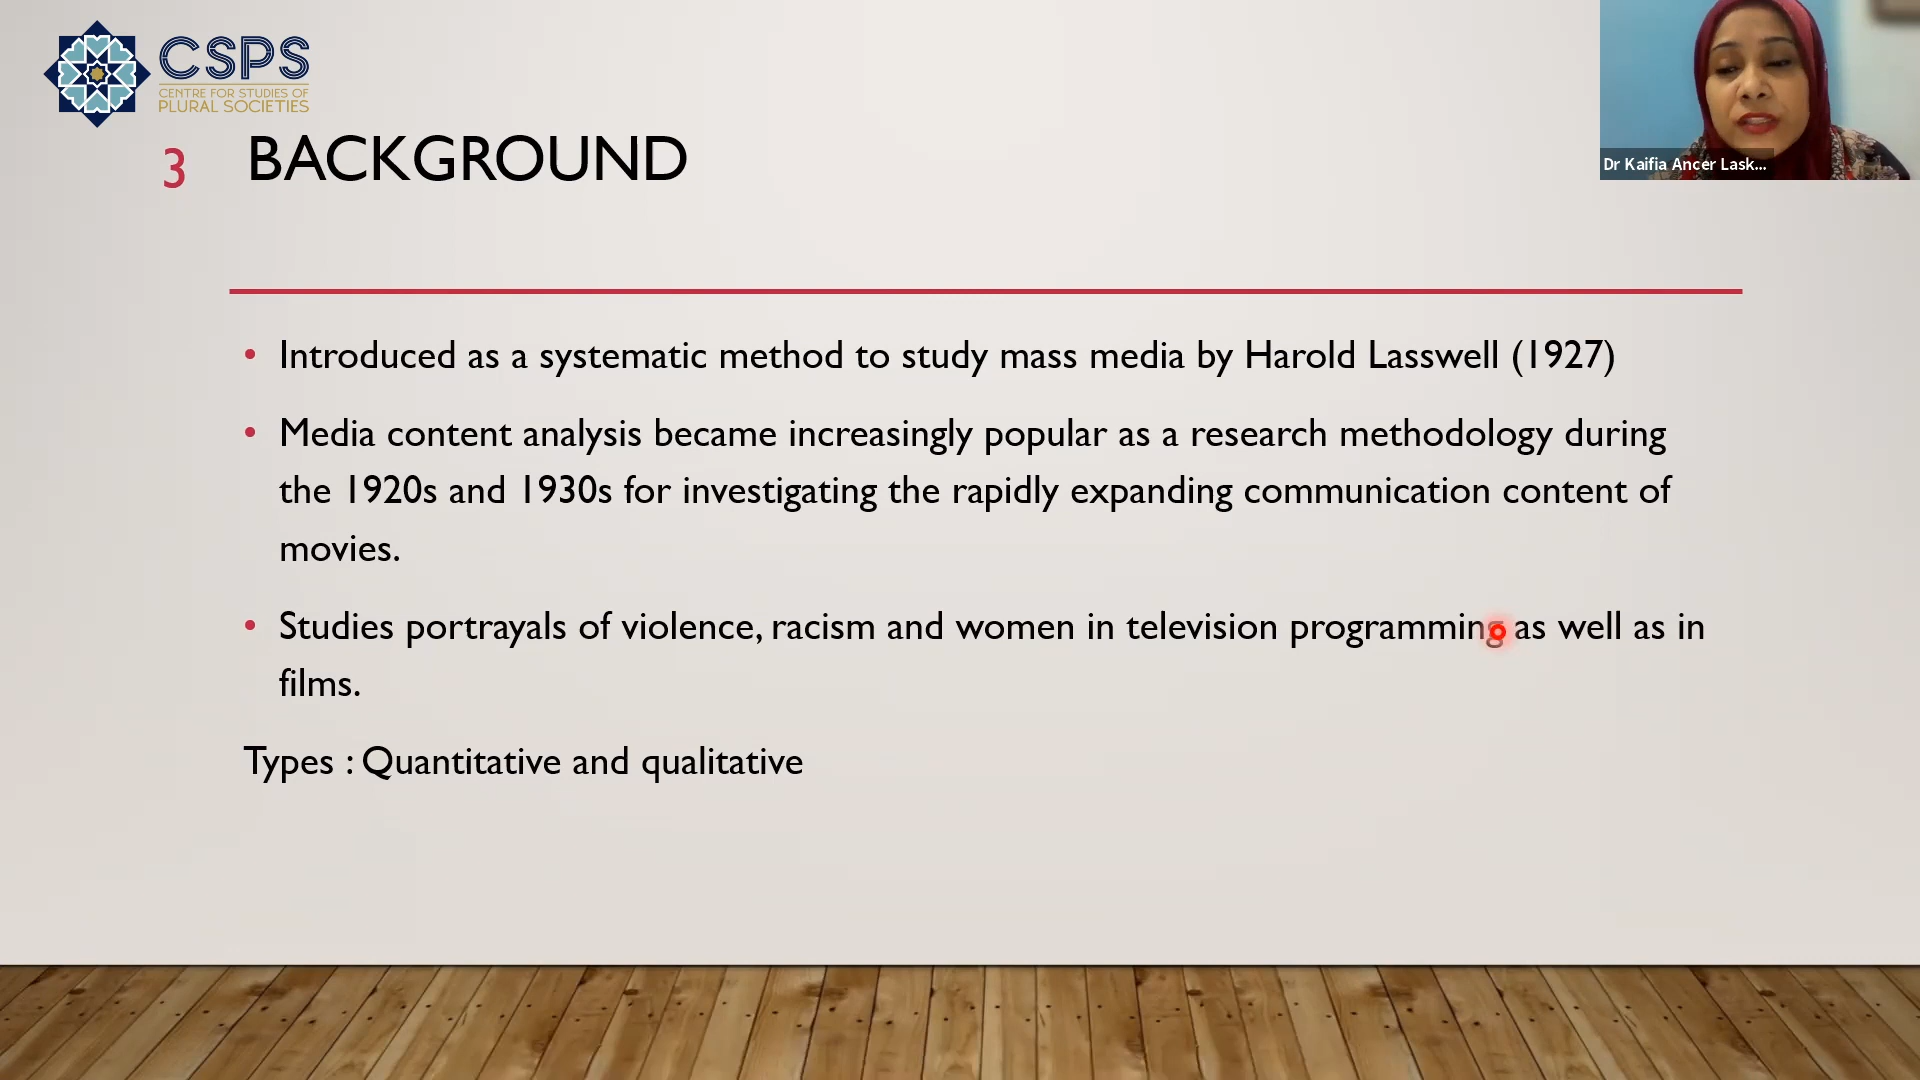 CSPS
CENTRE FOR STUDIES OF
PLURAL SOCIETIES
Dr Kaifia Ancer Lask...
3 BACKGROUND
• Introduced as a systematic method to study mass media by Harold Lasswell (1927)
• Media content analysis became increasingly popular as a research methodology during
the 1920s and 1930s for investigating the rapidly expanding communication content of
movies.
• Studies portrayals of violence, racism and women in television programming as well as in
films.
Types : Quantitative and qualitative